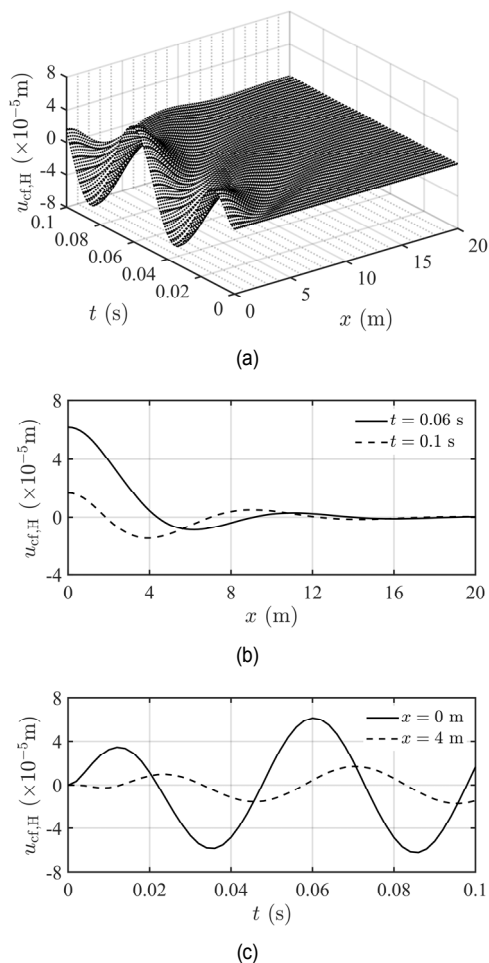 8
4
0
-4
-8
u_cf,H (×10⁻⁵m)
0.1
0.08
0.06
0.04
0.02
0
t (s)
0
5
10
15
20
x (m)
(a)
8
4
0
-4
u_cf,H (×10⁻⁵m)
t = 0.06 s
t = 0.1 s
0 4 8 12 16 20
x (m)
(b)
8
4
0
-4
-8
u_cf,H (×10⁻⁵m)
x = 0 m
x = 4 m
0 0.02 0.04 0.06 0.08 0.1
t (s)
(c)